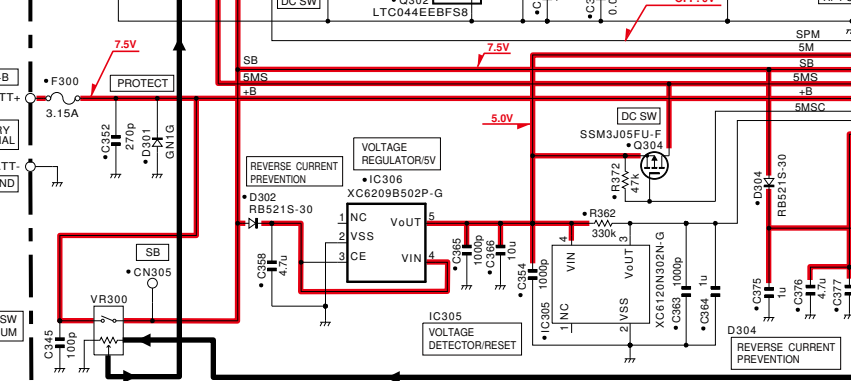 DC SW
Q302
LTC044EEBFS8
SPM
7.5V
7.5V
5M
SB
SB
5MS
5MS
+B
+B
5MSC
F300
PROTECT
TT+
3.15A
C352
270p
D301
GN1G
TT-
ND
5.0V
DC SW
SSM3J05FU-F
Q304
R372
47k
D304
RB521S-30
VOLTAGE
REGULATOR/5V
REVERSE CURRENT
PREVENTION
IC306
XC6209B502P-G
D302
RB521S-30
1
NC
VoUT
5
2
VSS
3
CE
VIN
4
R362
330k
C358
4.7u
C365
1000p
C366
10u
C354
1000p
4
VIN
3
VoUT
IC305
NC
1
VSS
2
XC6120N302N-G
C363
1000p
C364
1u
C375
1u
C376
4.7u
C377
SB
CN305
VR300
SW
UM
C345
100p
IC305
VOLTAGE
DETECTOR/RESET
D304
REVERSE CURRENT
PREVENTION